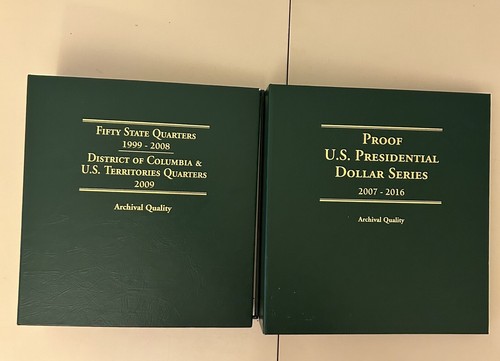 Fifty State Quarters
1999 - 2008
District of Columbia &
U.S. Territories Quarters
2009
Archival Quality
Proof
U.S. Presidential
Dollar Series
2007 - 2016
Archival Quality